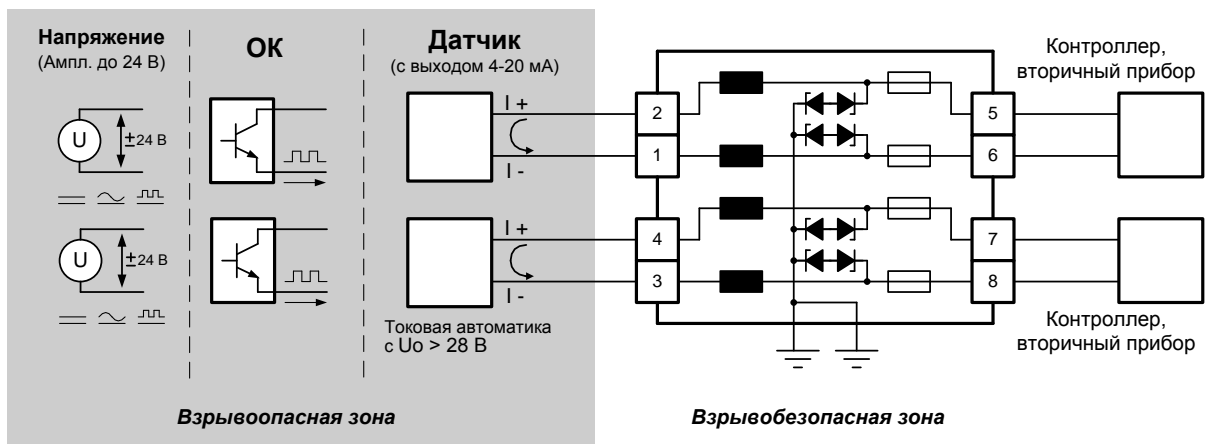 Напряжение
(Ампл. до 24 В)
ОК
Датчик
(с выходом 4-20 мА)
Контроллер,
вторичный прибор
U
±24 В
I +
I -
2
1
5
6
U
±24 В
I +
I -
4
3
7
8
Токовая автоматика
с Uo > 28 В
Контроллер,
вторичный прибор
Взрывоопасная зона
Взрывобезопасная зона